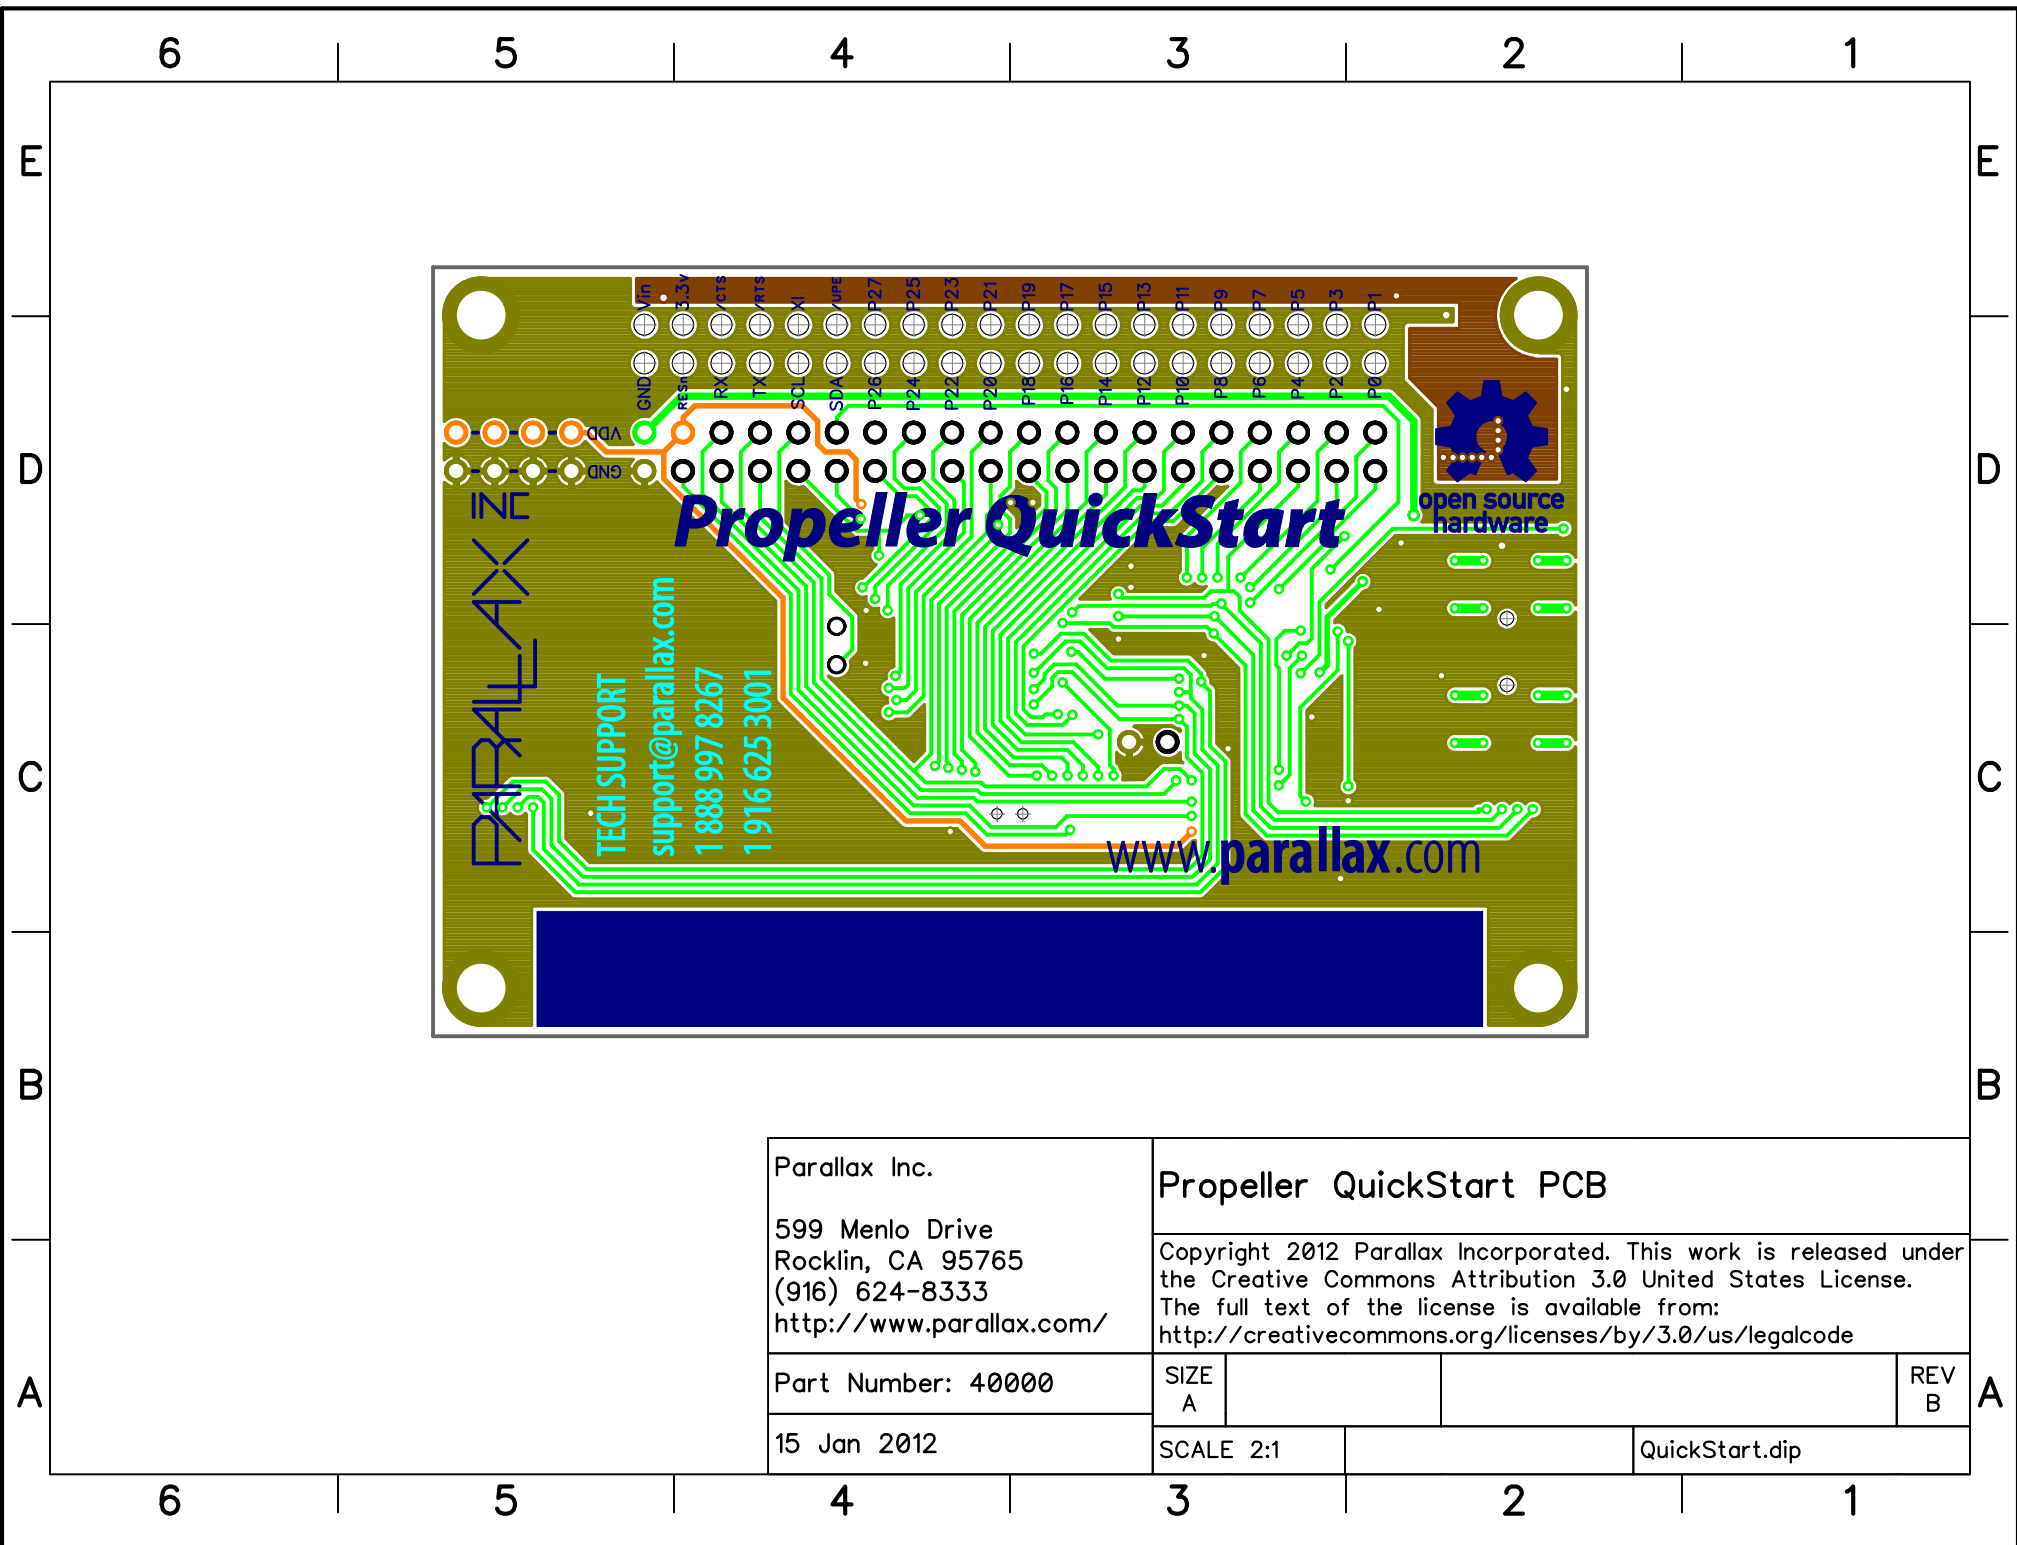 6 5 4 3 2 1
E E
Vin 3.3V /CTS /RTS XI /UPE P27 P25 P23 P21 P19 P17 P15 P13 P11 P9 P7 P5 P3 P1
GND RESn RX TX SCL SDA P26 P24 P22 P20 P18 P16 P14 P12 P10 P8 P6 P4 P2 P0
VDD
D D
GND
Propeller QuickStart
open source
hardware
PARALLAX INC
TECH SUPPORT
support@parallax.com
1 888 997 8267
1 916 625 3001
C C
www.parallax.com
B B
Parallax Inc.
599 Menlo Drive
Rocklin, CA 95765
(916) 624-8333
http://www.parallax.com/
Propeller QuickStart PCB
Copyright 2012 Parallax Incorporated. This work is released under
the Creative Commons Attribution 3.0 United States License.
The full text of the license is available from:
http://creativecommons.org/licenses/by/3.0/us/legalcode
A A
Part Number: 40000
SIZE
A
REV
B
15 Jan 2012
SCALE 2:1
QuickStart.dip
6 5 4 3 2 1